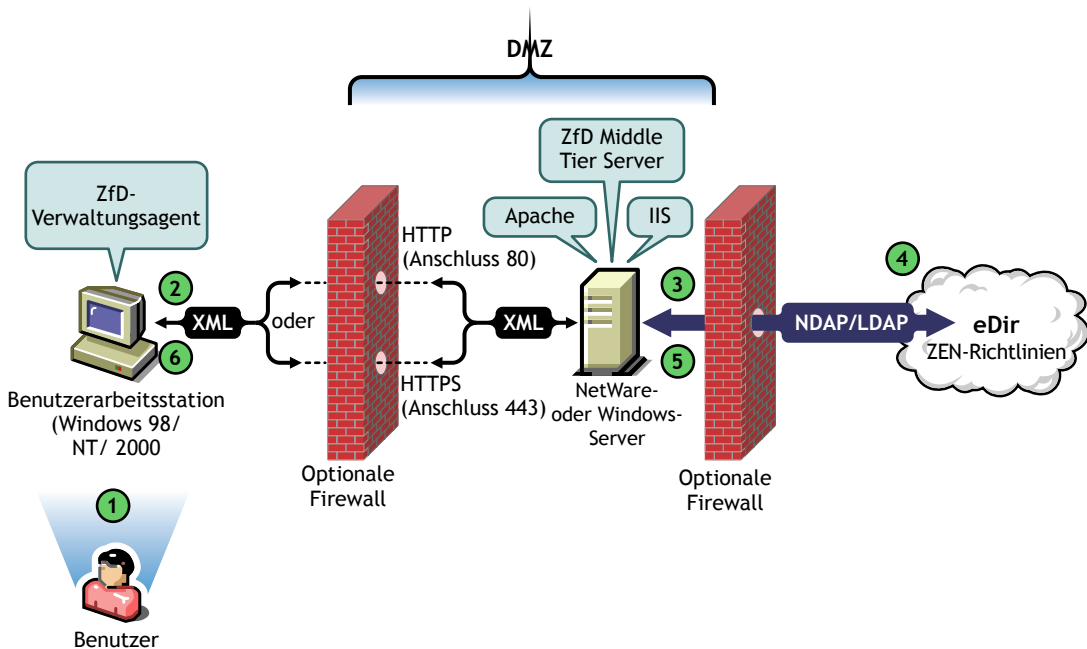 DMZ
ZfD Middle
Tier Server
ZfD-
Verwaltungsagent
Apache
IIS
HTTP
(Anschluss 80)
2
XML
oder
XML
3
4
NDAP/LDAP
eDir
ZEN-Richtlinien
6
5
HTTPS
(Anschluss 443)
Benutzerarbeitsstation
(Windows 98/
NT/ 2000
NetWare-
oder Windows-
Server
Optionale
Firewall
Optionale
Firewall
1
Benutzer